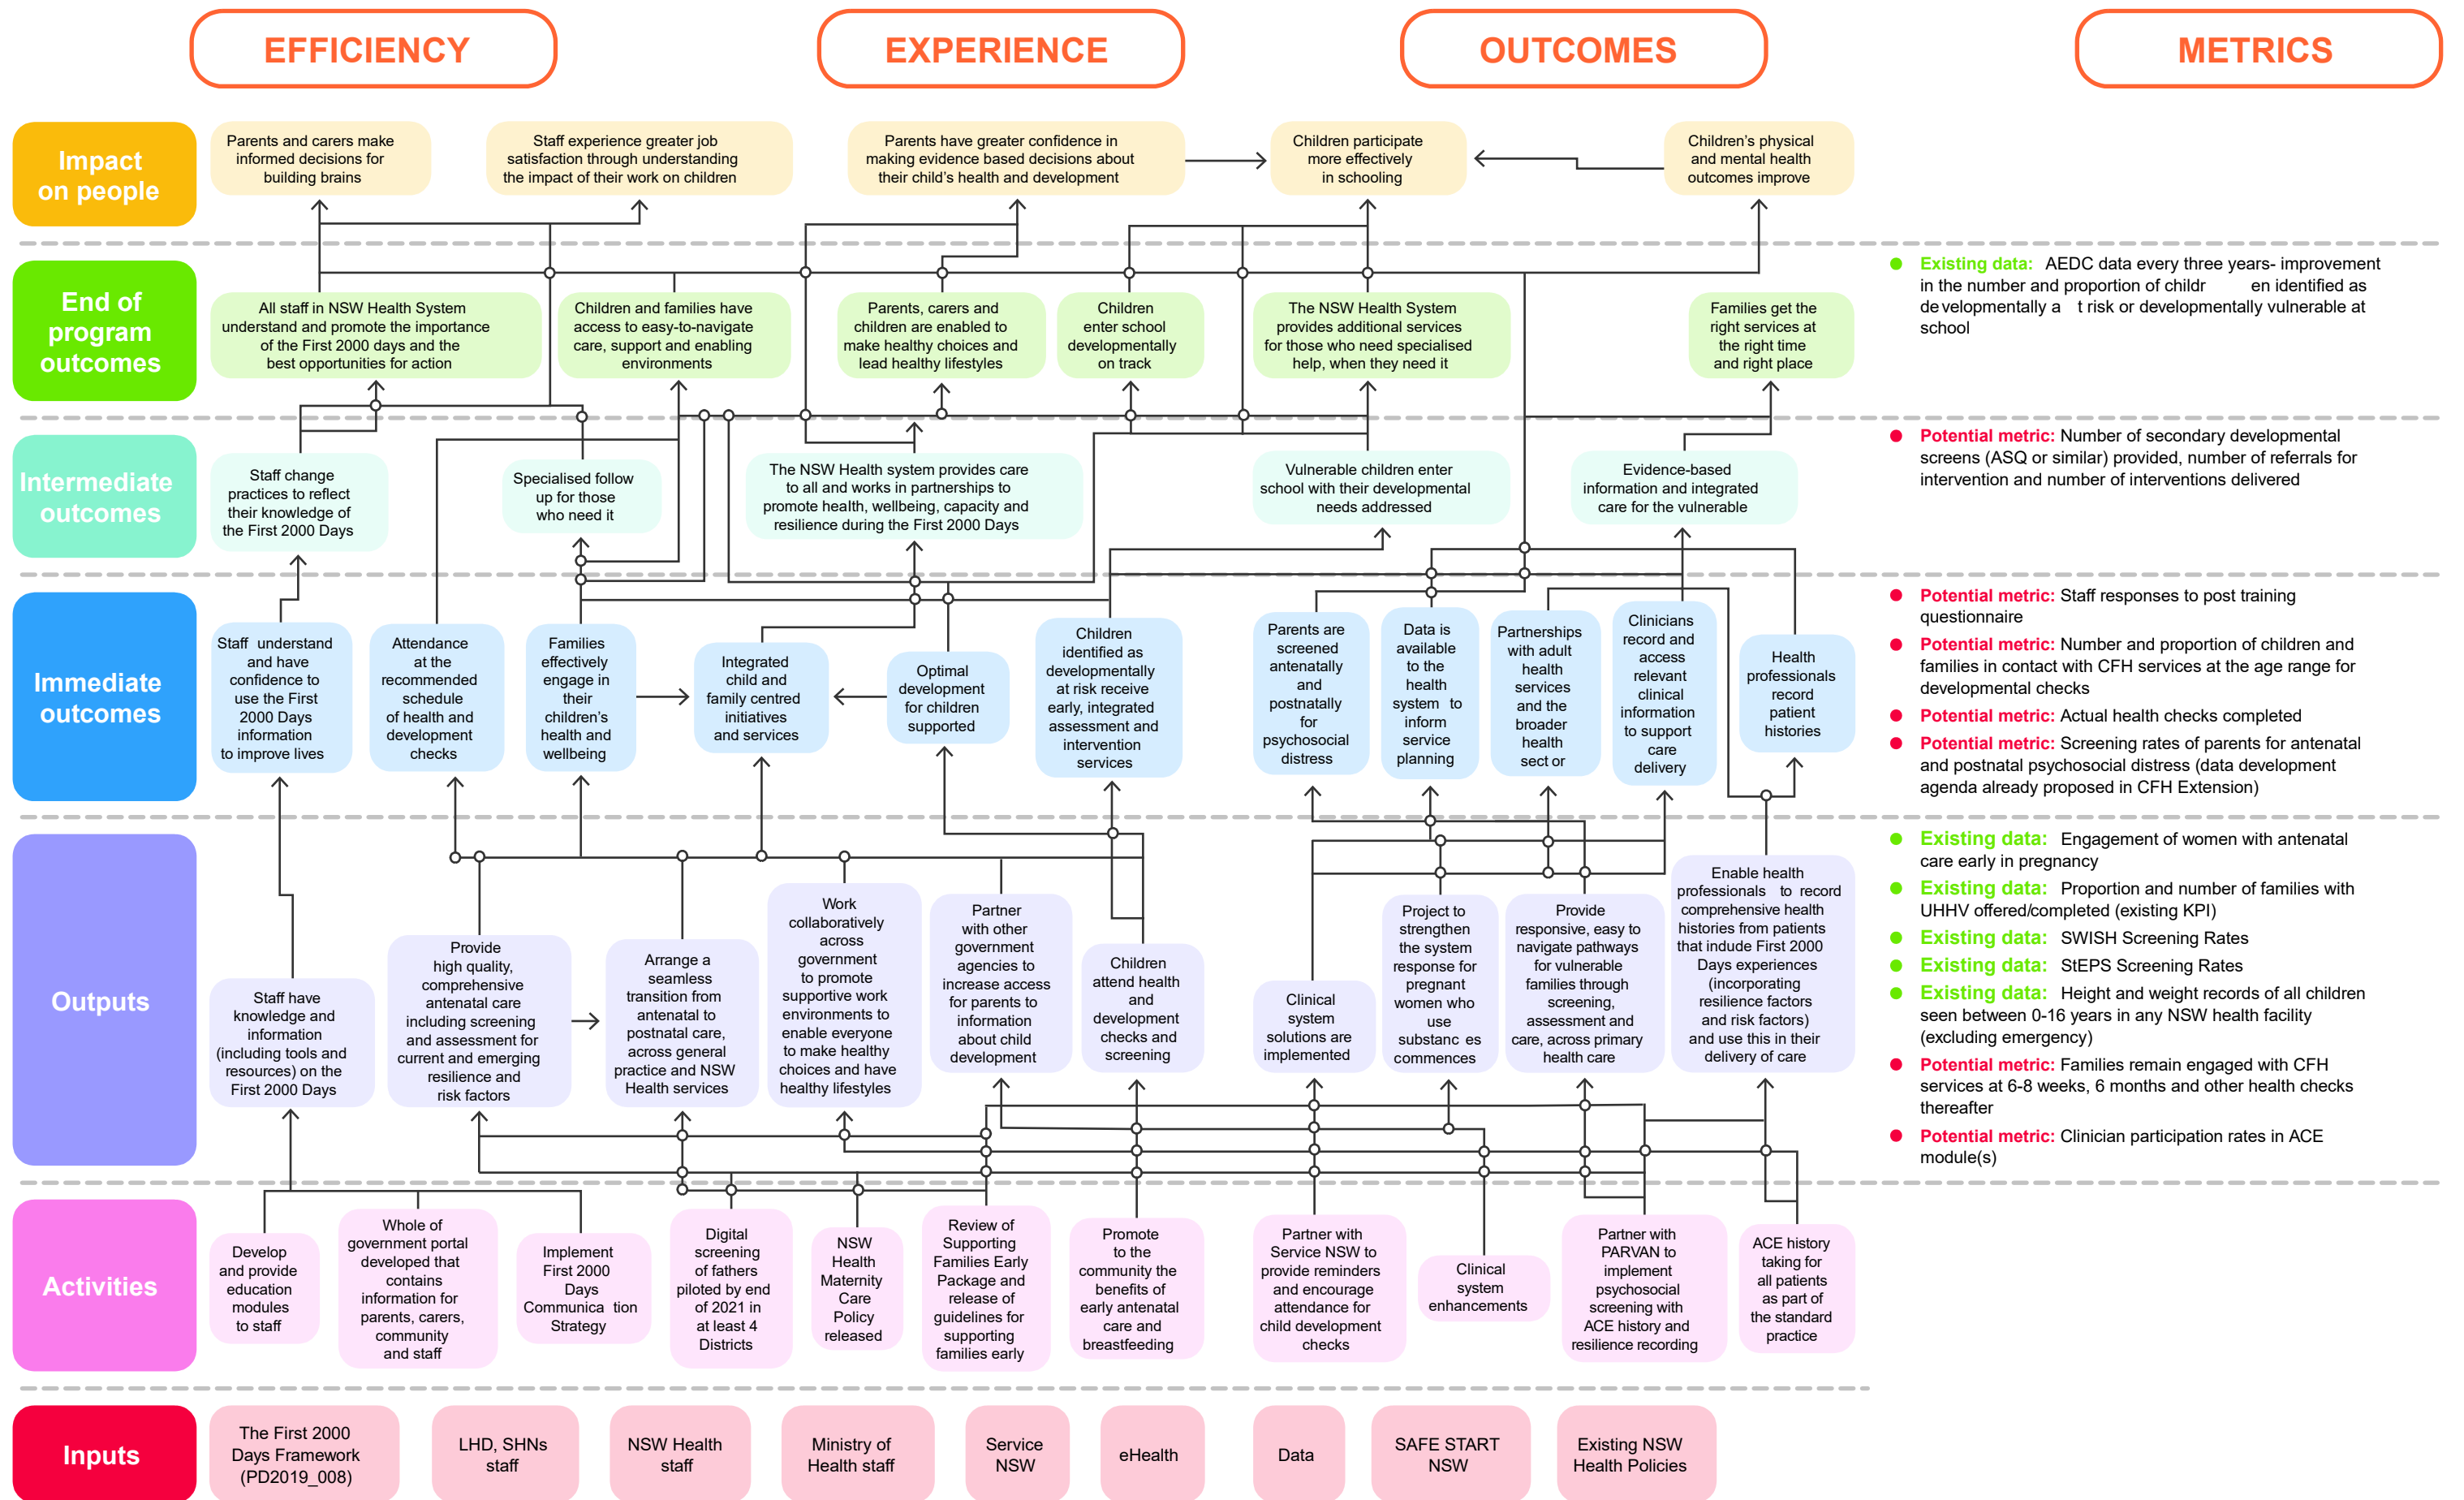 EFFICIENCY
EXPERIENCE
OUTCOMES
METRICS
Impact
on people
Parents and carers make
informed decisions for
building brains
Staff experience greater job
satisfaction through understanding
the impact of their work on children
Parents have greater confidence in
making evidence based decisions about
their child's health and development
Children participate
more effectively
in schooling
Children's physical
and mental health
outcomes improve
End of
program
outcomes
All staff in NSW Health System
understand and promote the importance
of the First 2000 days and the
best opportunities for action
Children and families have
access to easy-to-navigate
care, support and enabling
environments
Parents, carers and
children are enabled to
make healthy choices and
lead healthy lifestyles
Children
enter school
developmentally
on track
The NSW Health System
provides additional services
for those who need specialised
help, when they need it
Families get the
right services at
the right time
and right place
Existing data: AEDC data every three years- improvement
in the number and proportion of childr en identified as
developmentally a t risk or developmentally vulnerable at
school
Intermediate
outcomes
Staff change
practices to reflect
their knowledge of
the First 2000 Days
Specialised follow
up for those
who need it
The NSW Health system provides care
to all and works in partnerships to
promote health, wellbeing, capacity and
resilience during the First 2000 Days
Vulnerable children enter
school with their developmental
needs addressed
Evidence-based
information and integrated
care for the vulnerable
Potential metric: Number of secondary developmental
screens (ASQ or similar) provided, number of referrals for
intervention and number of interventions delivered
Immediate
outcomes
Staff understand
and have
confidence to
use the First
2000 Days
information
to improve lives
Attendance
at the
recommended
schedule
of health and
development
checks
Families
effectively
engage in
their
children's
health and
wellbeing
Integrated
child and
family centred
initiatives
and services
Optimal
development
for children
supported
Children
identified as
developmentally
at risk receive
early, integrated
assessment and
intervention
services
Parents are
screened
antenatally
and
postnatally
for
psychosocial
distress
Data is
available
to the
health
system to
inform
service
planning
Partnerships
with adult
health
services
and the
broader
health
sect or
Clinicians
record and
access
relevant
clinical
information
to support
care
delivery
Health
professionals
record
patient
histories
Potential metric: Staff responses to post training
questionnaire
Potential metric: Number and proportion of children and
families in contact with CFH services at the age range for
developmental checks
Potential metric: Actual health checks completed
Potential metric: Screening rates of parents for antenatal
and postnatal psychosocial distress (data development
agenda already proposed in CFH Extension)
Outputs
Staff have
knowledge and
information
(including tools and
resources) on the
First 2000 Days
Provide
high quality,
comprehensive
antenatal care
including screening
and assessment for
current and emerging
resilience and
risk factors
Arrange a
seamless
transition from
antenatal to
postnatal care,
across general
practice and NSW
Health services
Work
collaboratively
across
government
to promote
supportive work
environments to
enable everyone
to make healthy
choices and have
healthy lifestyles
Partner
with other
government
agencies to
increase access
for parents to
information
about child
development
Children
attend health
and
development
checks and
screening
Clinical
system
solutions are
implemented
Project to
strengthen
the system
response for
pregnant
women who
use
substanc es
commences
Provide
responsive, easy to
navigate pathways
for vulnerable
families through
screening,
assessment and
care, across primary
health care
Enable health
professionals to record
comprehensive health
histories from patients
that indude First 2000
Days experiences
(incorporating
resilience factors
and risk factors)
and use this in their
delivery of care
Existing data: Engagement of women with antenatal
care early in pregnancy
Existing data: Proportion and number of families with
UHHV offered/completed (existing KPI)
Existing data: SWISH Screening Rates
Existing data: StEPS Screening Rates
Existing data: Height and weight records of all children
seen between 0-16 years in any NSW health facility
(excluding emergency)
Potential metric: Families remain engaged with CFH
services at 6-8 weeks, 6 months and other health checks
thereafter
Potential metric: Clinician participation rates in ACE
module(s)
Activities
Develop
and provide
education
modules
to staff
Whole of
government portal
developed that
contains
information for
parents, carers,
community
and staff
Implement
First 2000
Days
Communica tion
Strategy
Digital
screening
of fathers
piloted by end
of 2021 in
at least 4
Districts
NSW
Health
Maternity
Care
Policy
released
Review of
Supporting
Families Early
Package and
release of
guidelines for
supporting
families early
Promote
to the
community the
benefits of
early antenatal
care and
breastfeeding
Partner with
Service NSW to
provide reminders
and encourage
attendance for
child development
checks
Clinical
system
enhancements
Partner with
PARVAN to
implement
psychosocial
screening with
ACE history and
resilience recording
ACE history
taking for
all patients
as part of
the standard
practice
Inputs
The First 2000
Days Framework
(PD2019_008)
LHD, SHNs
staff
NSW Health
staff
Ministry of
Health staff
Service
NSW
eHealth
Data
SAFE START
NSW
Existing NSW
Health Policies